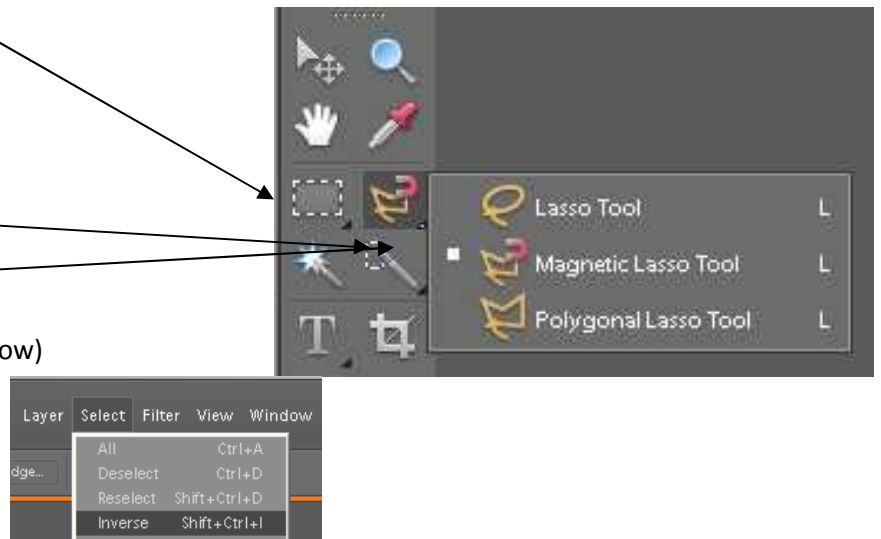 Lasso Tool L
Magnetic Lasso Tool L
T
Polygonal Lasso Tool L
ow)
Layer Select Filter View Window
All Ctrl+A
dge...
Deselect Ctrl+D
Reselect Shift+Ctrl+D
Inverse Shift+Ctrl+I